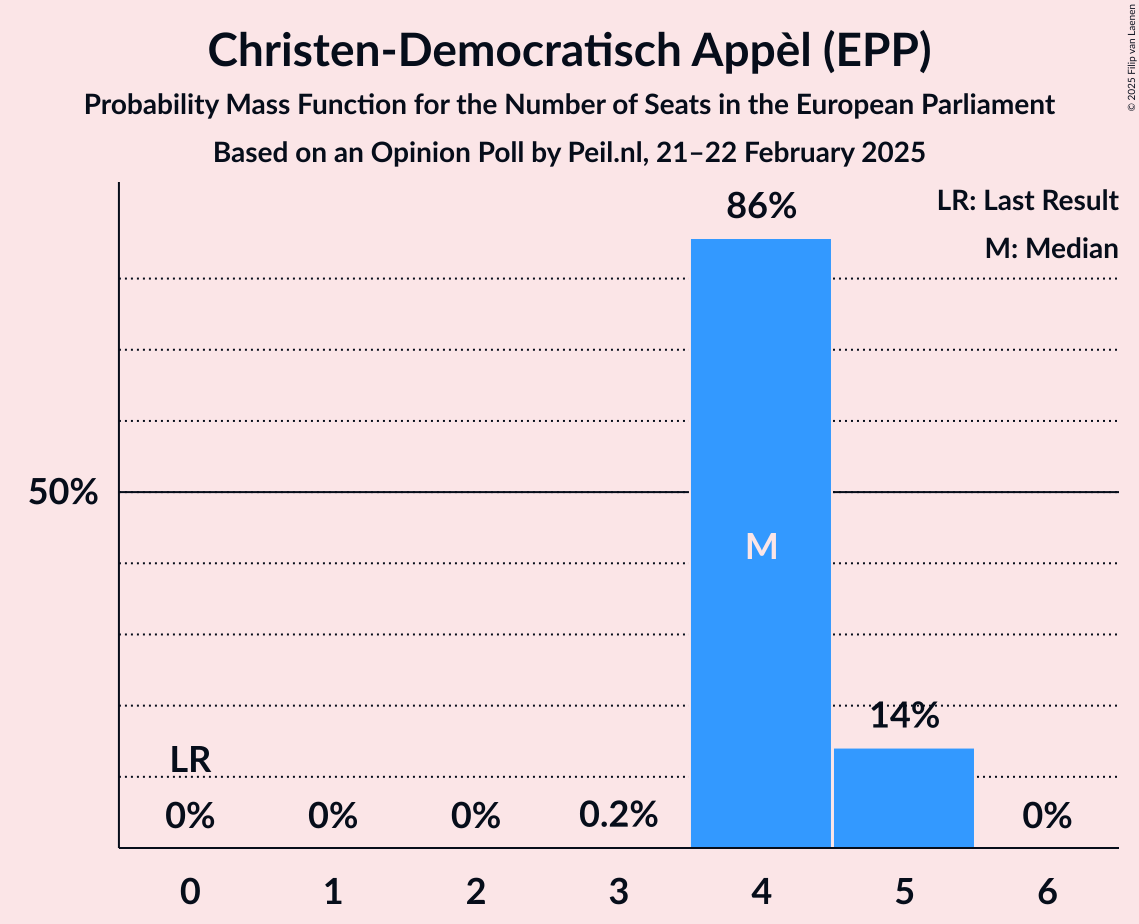 Christen-Democratisch Appèl (EPP)
Probability Mass Function for the Number of Seats in the European Parliament
Based on an Opinion Poll by Peil.nl, 21–22 February 2025
© 2025 Filip van Laenen
LR: Last Result
M: Median
86%
50%
M
14%
LR
0% 0% 0% 0.2% 0%
0 1 2 3 4 5 6